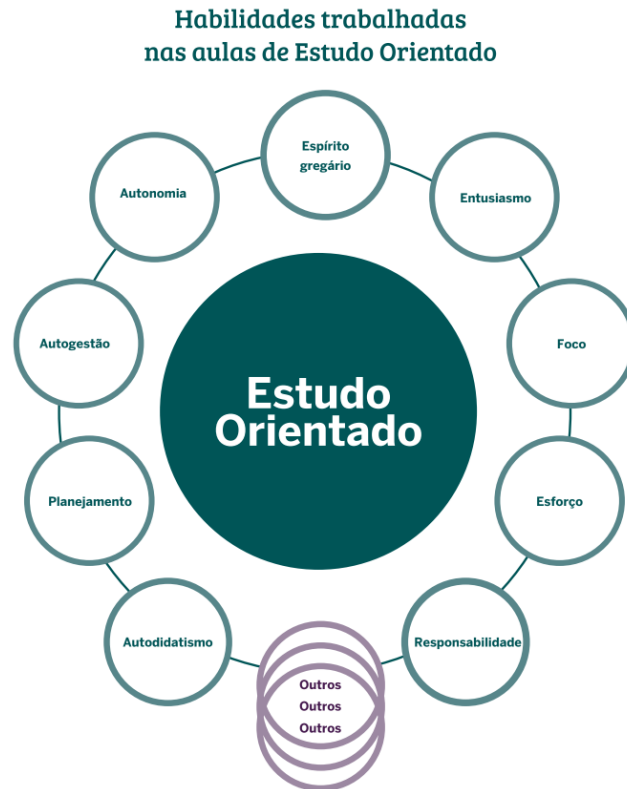 Habilidades trabalhadas
nas aulas de Estudo Orientado
Espírito
gregário
Entusiasmo
Foco
Esforço
Responsabilidade
Outros
Outros
Outros
Autodidatismo
Planejamento
Autogestão
Autonomia
Estudo
Orientado